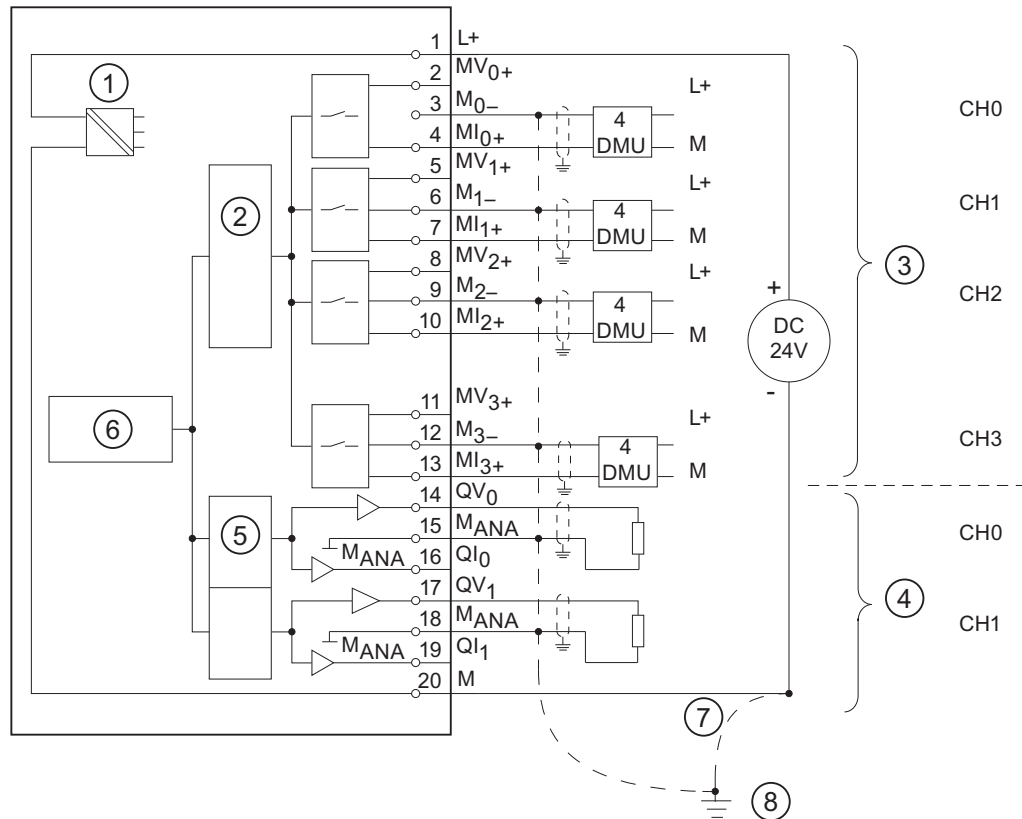 1 L+
2 MV0+
3 M0–
4 MI0+
5 MV1+
6 M1–
7 MI1+
8 MV2+
9 M2–
10 MI2+
11 MV3+
12 M3–
13 MI3+
14 QV0
15 MANA
16 QI0
17 QV1
18 MANA
19 QI1
20 M
MANA
MANA
1
2
6
5
4
DMU
L+
M
4
DMU
L+
M
4
DMU
L+
M
4
DMU
L+
M
+
DC
24V
-
3
4
7
8
CH0
CH1
CH2
CH3
CH0
CH1